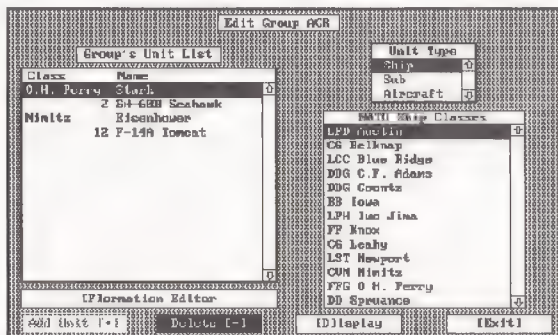 Edit Group ACR
Group's Unit List
Class Name
O.H. Perry Stark
2 SH-60B Seahawk
Nimitz Eisenhower
12 F-14A Tomcat
[F]ormation Editor
Add Unit [+]
Delete [-]
Unit Type
Ship
Sub
Aircraft
NATO Ship Classes
LPD Austin
CG Belknap
LCC Blue Ridge
DDG C.F. Adams
DDG Coontz
BB Iowa
LPH Iwo Jima
FF Knox
CG Leahy
LST Newport
CVN Nimitz
FFG O H. Perry
DD Spruance
[D]isplay
[Exit]